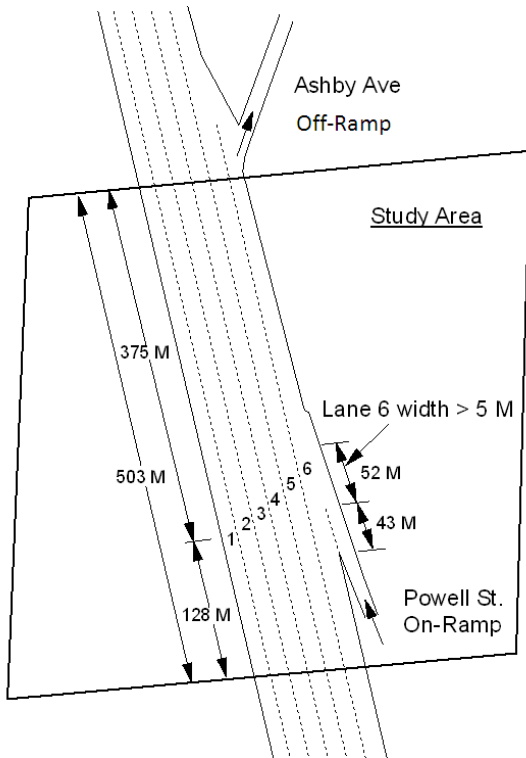 Ashby Ave
Off-Ramp
Study Area
375 M
Lane 6 width > 5 M
503 M
6
5
4
3
2
1
52 M
43 M
128 M
Powell St.
On-Ramp